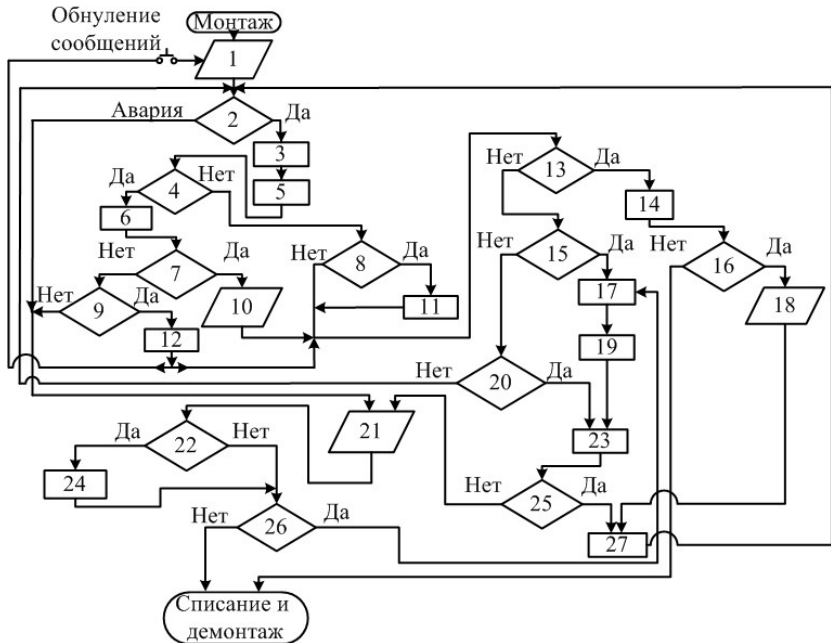 Обнуление
сообщений
Монтаж
1
Авария
2
Да
3
4
Нет
Да
5
6
13
Нет
Да
14
Нет
7
Да
8
Нет
Да
15
Нет
Да
16
Нет
Да
9
Нет
Да
10
11
17
18
12
19
20
Нет
Да
21
22
Да
Нет
23
24
25
Нет
Да
26
Нет
Да
27
Списание и
демонтаж